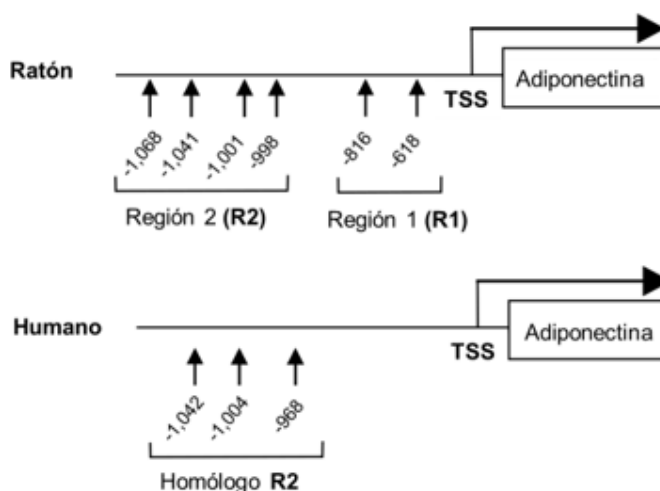 Ratón
TSS
Adiponectina
-1,068 -1,041 -1,001 -998 -816 -618
Región 2 (R2) Región 1 (R1)
Humano
TSS
Adiponectina
-1,042 -1,004 -968
Homólogo R2